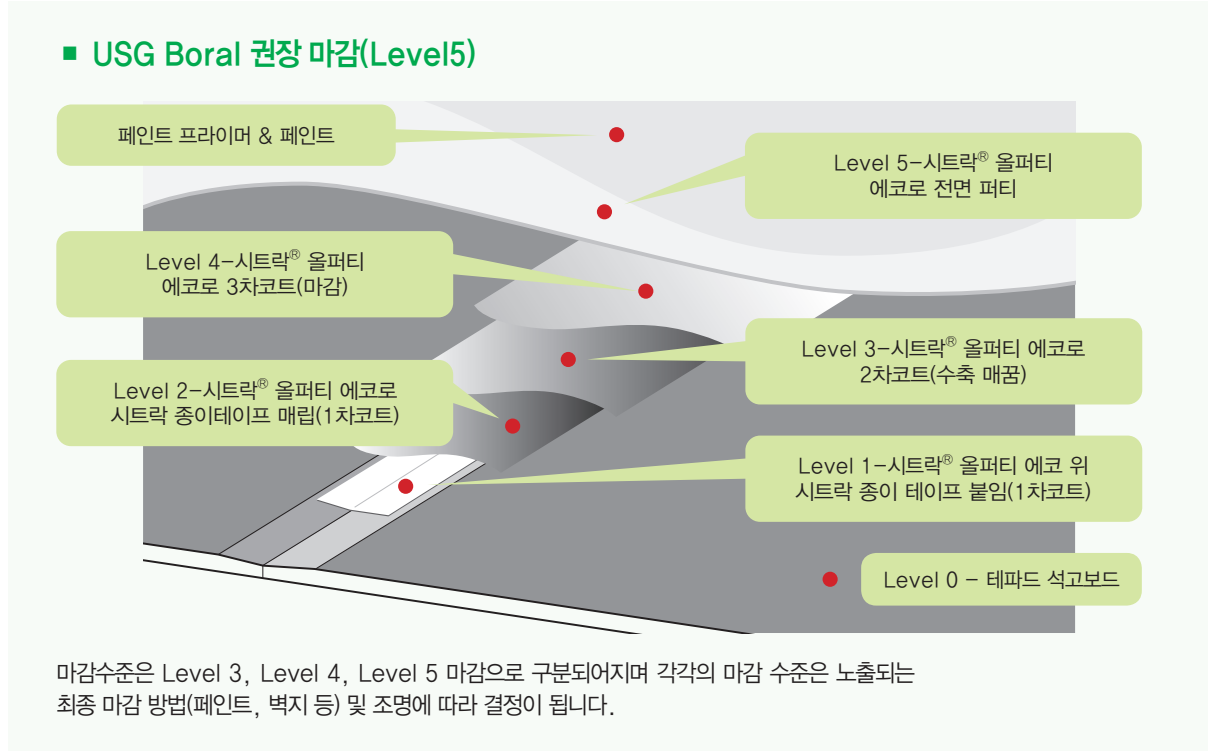 ■ USG Boral 권장 마감(Level5)
페인트 프라이머 & 페인트
Level 5-시트락® 올퍼티
에코로 전면 퍼티
Level 4-시트락® 올퍼티
에코로 3차코트(마감)
Level 3-시트락® 올퍼티 에코로
2차코트(수축 매꿈)
Level 2-시트락® 올퍼티 에코로
시트락 종이테이프 매립(1차코트)
Level 1-시트락® 올퍼티 에코 위
시트락 종이 테이프 붙임(1차코트)
Level 0 - 테파드 석고보드
마감수준은 Level 3, Level 4, Level 5 마감으로 구분되어지며 각각의 마감 수준은 노출되는
최종 마감 방법(페인트, 벽지 등) 및 조명에 따라 결정이 됩니다.